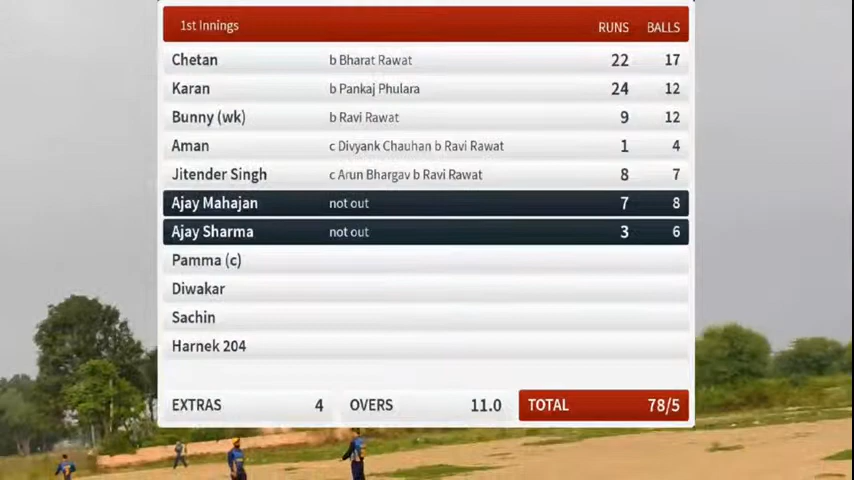 1st Innings RUNS BALLS
Chetan b Bharat Rawat 22 17
Karan b Pankaj Phulara 24 12
Bunny (wk) b Ravi Rawat 9 12
Aman c Divyank Chauhan b Ravi Rawat 1 4
Jitender Singh c Arun Bhargav b Ravi Rawat 8 7
Ajay Mahajan not out 7 8
Ajay Sharma not out 3 6
Pamma (c)
Diwakar
Sachin
Harnek 204
EXTRAS 4 OVERS 11.0 TOTAL 78/5